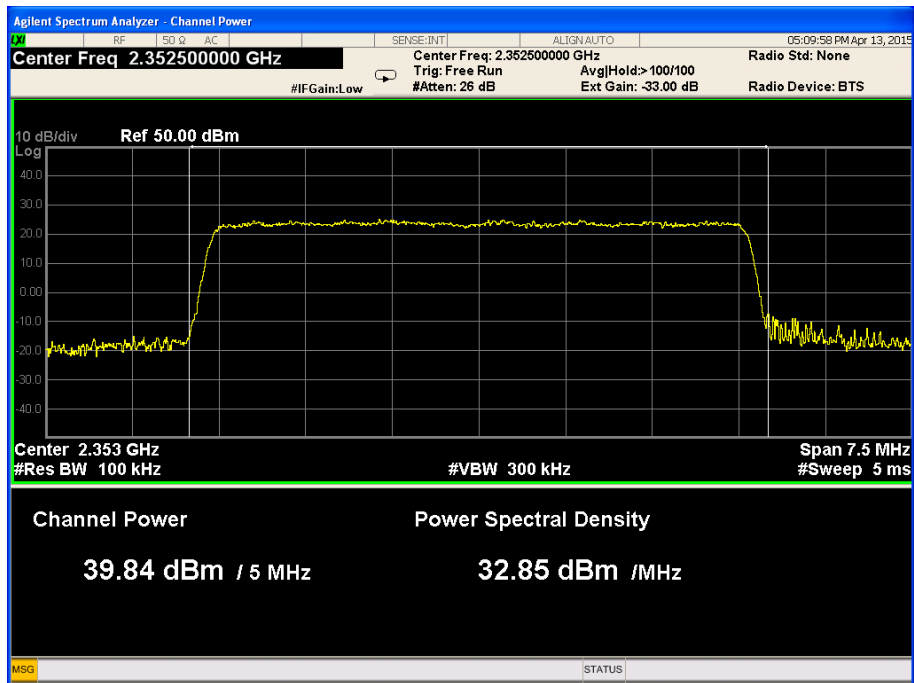 Agilent Spectrum Analyzer - Channel Power
LXI RF 50 Ω AC SENSE:INT ALIGN AUTO 05:09:58 PM Apr 13, 2015
Center Freq 2.352500000 GHz
Center Freq: 2.352500000 GHz
Radio Std: None
Trig: Free Run
Avg|Hold:>100/100
#IFGain:Low
#Atten: 26 dB
Ext Gain: -33.00 dB
Radio Device: BTS
10 dB/div Ref 50.00 dBm
Log
40.0
30.0
20.0
10.0
0.00
-10.0
-20.0
-30.0
-40.0
Center 2.353 GHz Span 7.5 MHz
#Res BW 100 kHz #VBW 300 kHz #Sweep 5 ms
Channel Power Power Spectral Density
39.84 dBm / 5 MHz 32.85 dBm /MHz
MSG STATUS